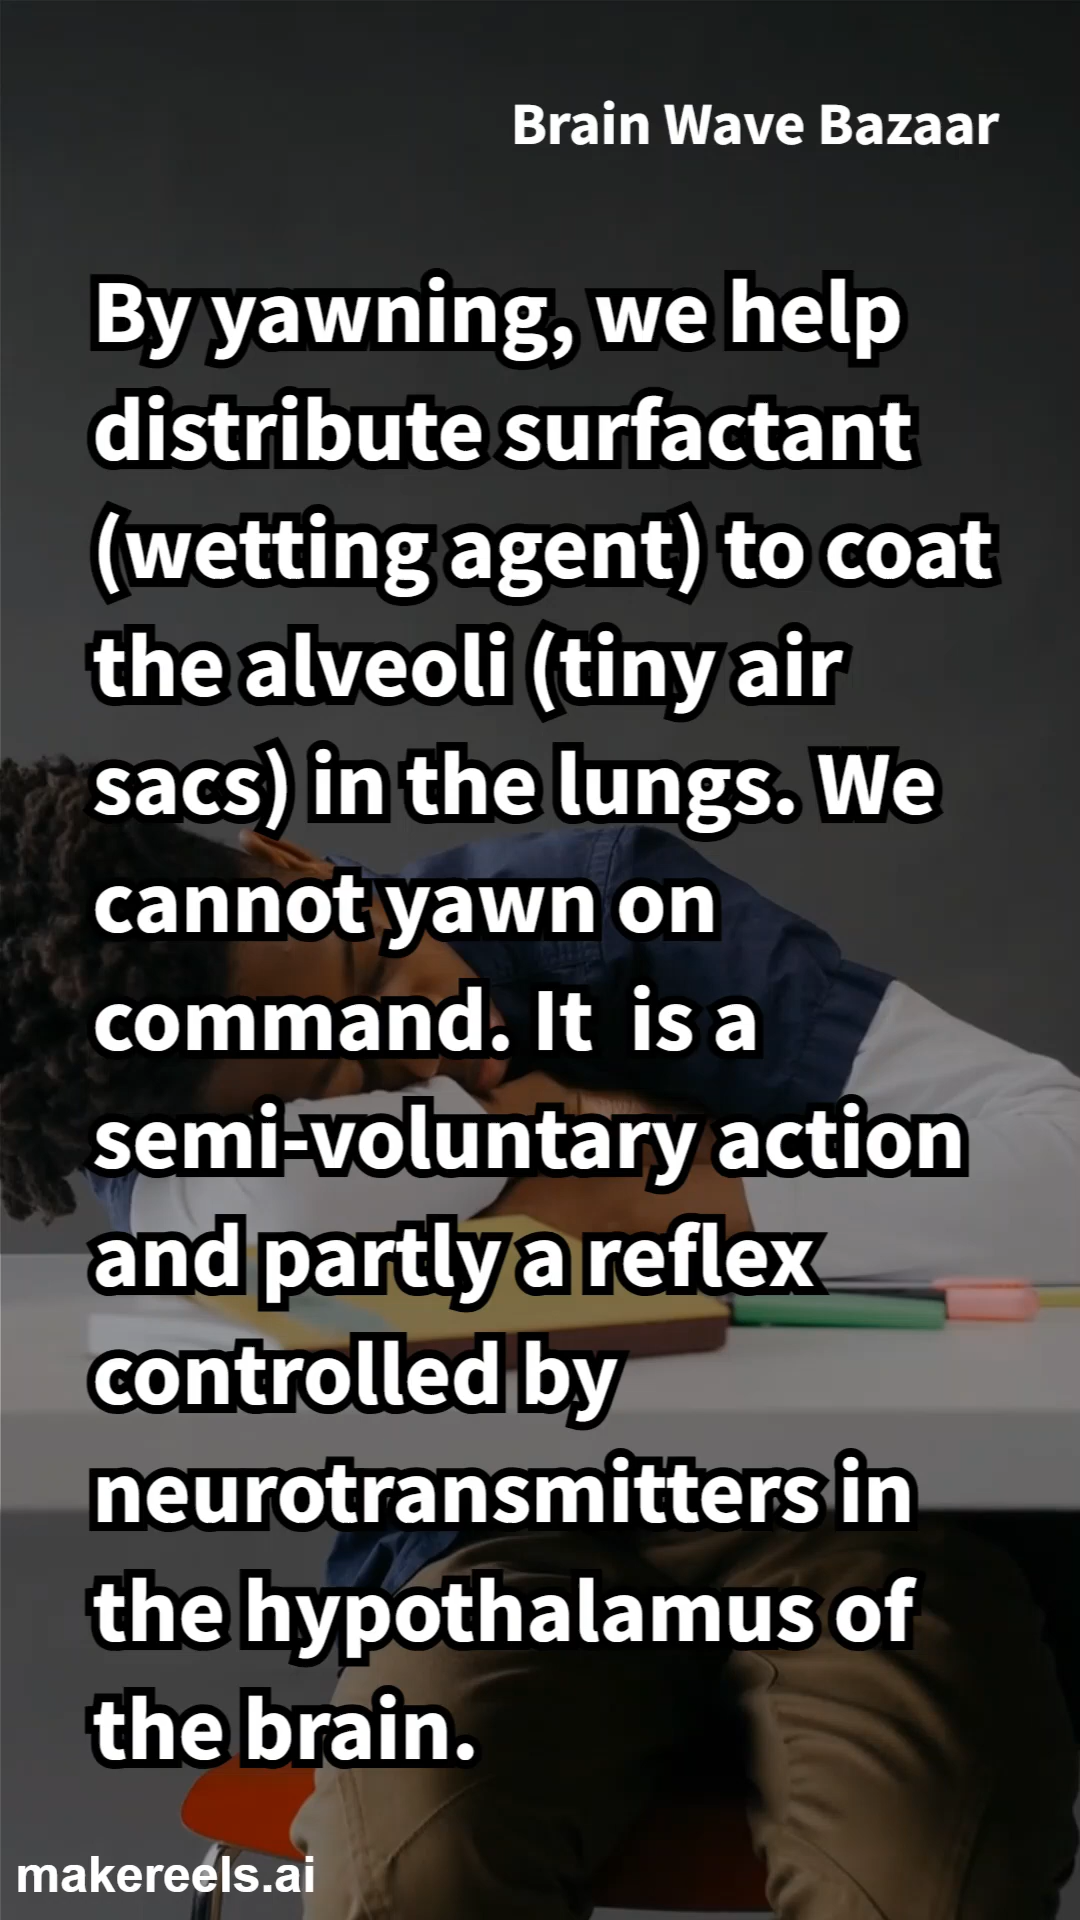 Brain Wave Bazaar
By yawning, we help
distribute surfactant
(wetting agent) to coat
the alveoli (tiny air
sacs) in the lungs. We
cannot yawn on
command. It  is a
semi-voluntary action
and partly a reflex
controlled by
neurotransmitters in
the hypothalamus of
the brain.
makereels.ai